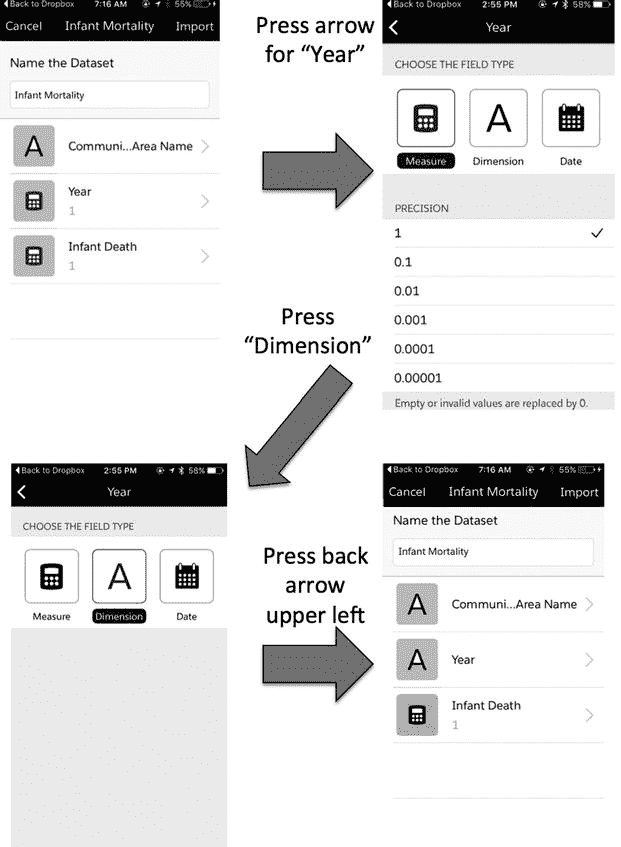 Back to Dropbox 7:16 AM 55%
Cancel Infant Mortality Import
Name the Dataset
Infant Mortality
A Communi...Area Name
Year
1
Infant Death
1
Press arrow
for “Year”
Back to Dropbox 2:55 PM 58%
Year
CHOOSE THE FIELD TYPE
A
Measure Dimension Date
PRECISION
1
0.1
0.01
0.001
0.0001
0.00001
Empty or invalid values are replaced by 0.
Press
“Dimension”
Back to Dropbox 2:55 PM 58%
Year
CHOOSE THE FIELD TYPE
A
Measure Dimension Date
Press back
arrow
upper left
Back to Dropbox 7:16 AM 55%
Cancel Infant Mortality Import
Name the Dataset
Infant Mortality
A Communi...Area Name
A Year
Infant Death
1